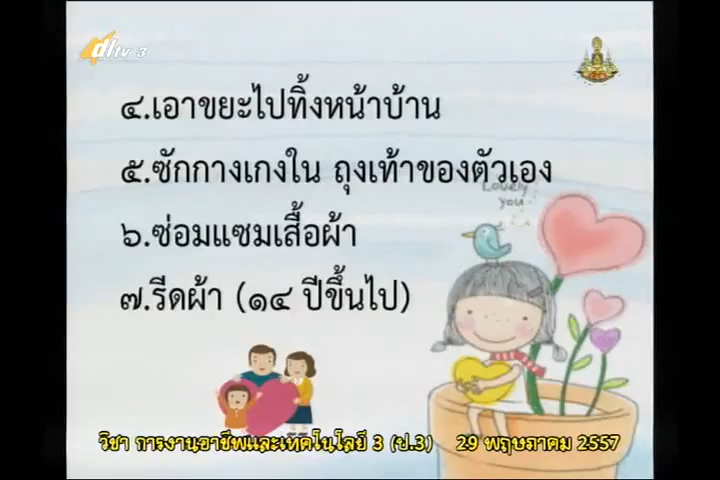 dltv 3
๔.เอาขยะไปทิ้งหน้าบ้าน
๕.ซักกางเกงใน ถุงเท้าของตัวเอง
Lovely
you
๖.ซ่อมแซมเสื้อผ้า
๗.รีดผ้า (๑๔ ปีขึ้นไป)
วิชา การงานอาชีพและเทคโนโลยี 3 (ป.3) 29 พฤษภาคม 2557